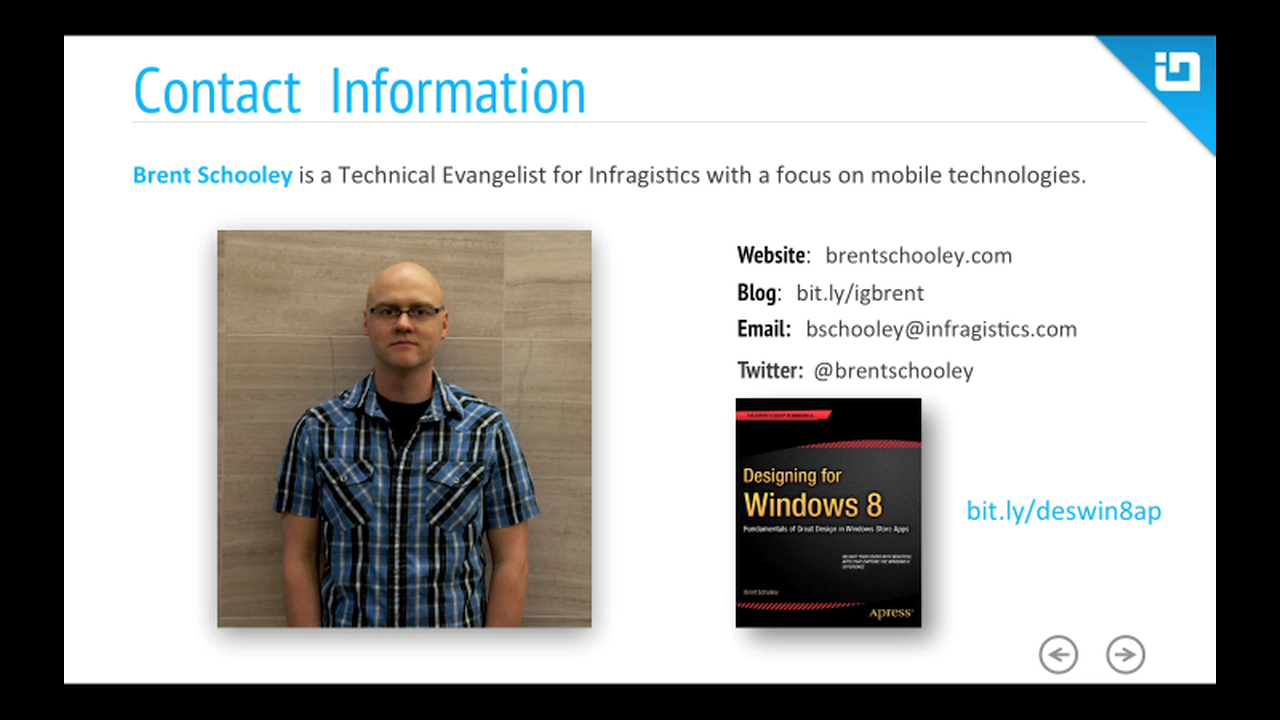 Contact Information
Brent Schooley is a Technical Evangelist for Infragistics with a focus on mobile technologies.
Website: brentschooley.com
Blog: bit.ly/igbrent
Email: bschooley@infragistics.com
Twitter: @brentschooley
Designing for
Windows 8
Fundamentals of Great Design in Windows Store Apps
Brent Schooley
Apress®
bit.ly/deswin8ap